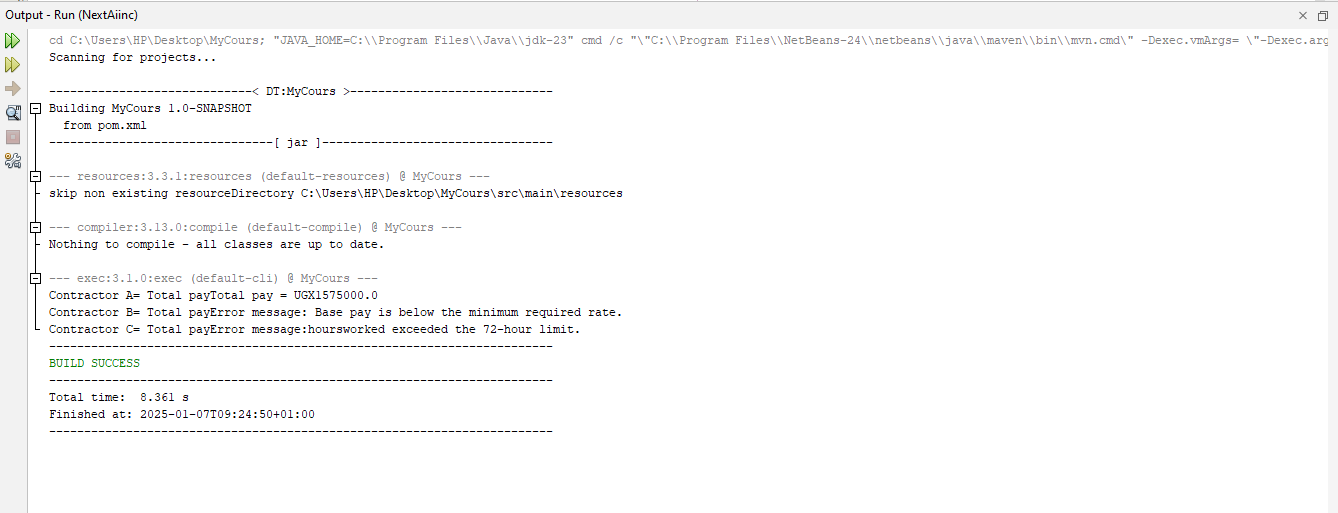 Output - Run (NextAiinc)
cd C:\Users\HP\Desktop\MyCours; "JAVA_HOME=C:\\Program Files\\Java\\jdk-23" cmd /c "\"C:\\Program Files\\NetBeans-24\\netbeans\\java\\maven\\bin\\mvn.cmd\" -Dexec.vmArgs= \"-Dexec.arg
Scanning for projects...
-----------------------------< DT:MyCours >-----------------------------
Building MyCours 1.0-SNAPSHOT
from pom.xml
--------------------------------[ jar ]---------------------------------
--- resources:3.3.1:resources (default-resources) @ MyCours ---
skip non existing resourceDirectory C:\Users\HP\Desktop\MyCours\src\main\resources
--- compiler:3.13.0:compile (default-compile) @ MyCours ---
Nothing to compile - all classes are up to date.
--- exec:3.1.0:exec (default-cli) @ MyCours ---
Contractor A= Total payTotal pay = UGX1575000.0
Contractor B= Total payError message: Base pay is below the minimum required rate.
Contractor C= Total payError message:hoursworked exceeded the 72-hour limit.
------------------------------------------------------------------------
BUILD SUCCESS
------------------------------------------------------------------------
Total time:  8.361 s
Finished at: 2025-01-07T09:24:50+01:00
------------------------------------------------------------------------